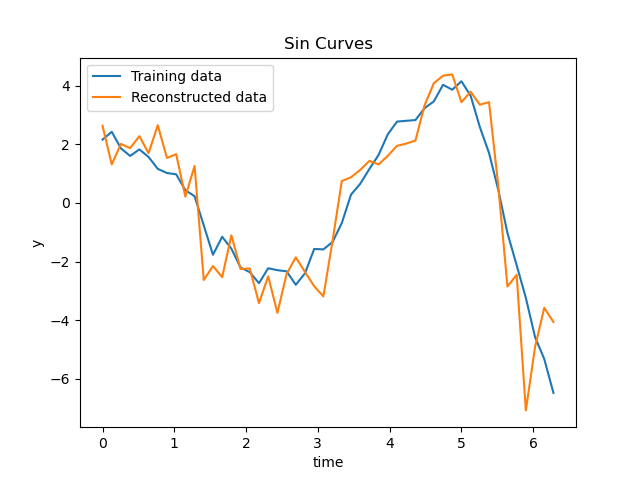 Sin Curves
Training data
Reconstructed data
4
2
0
−2
−4
−6
y
0 1 2 3 4 5 6
time